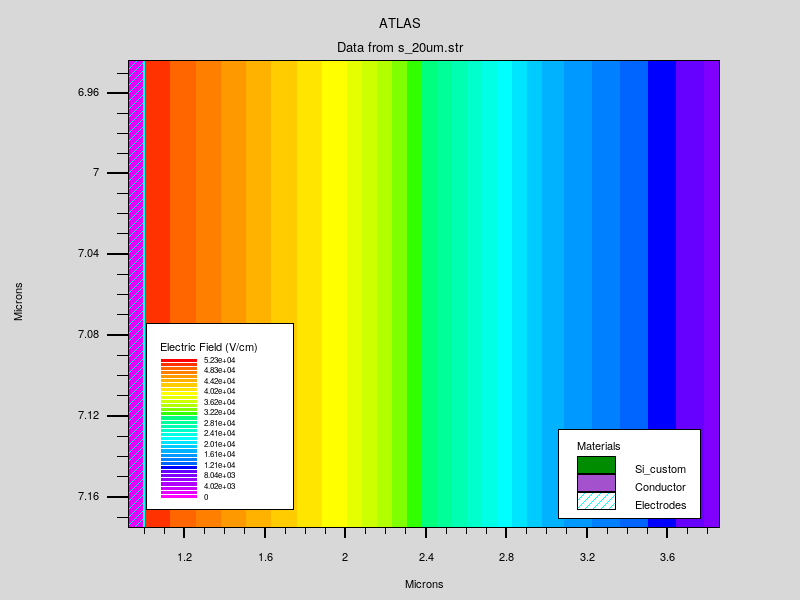 ATLAS
Data from s_20um.str
6.96
7
7.04
7.08
7.12
7.16
Microns
Electric Field (V/cm)
5.23e+04
4.83e+04
4.42e+04
4.02e+04
3.62e+04
3.22e+04
2.81e+04
2.41e+04
2.01e+04
1.61e+04
1.21e+04
8.04e+03
4.02e+03
0
Materials
Si_custom
Conductor
Electrodes
1.2
1.6
2
2.4
2.8
3.2
3.6
Microns